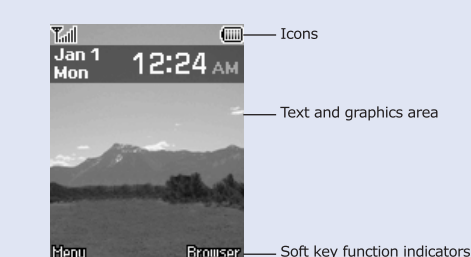 Icons
Jan 1
Mon
12:24 AM
Text and graphics area
Menu
Browser
Soft key function indicators